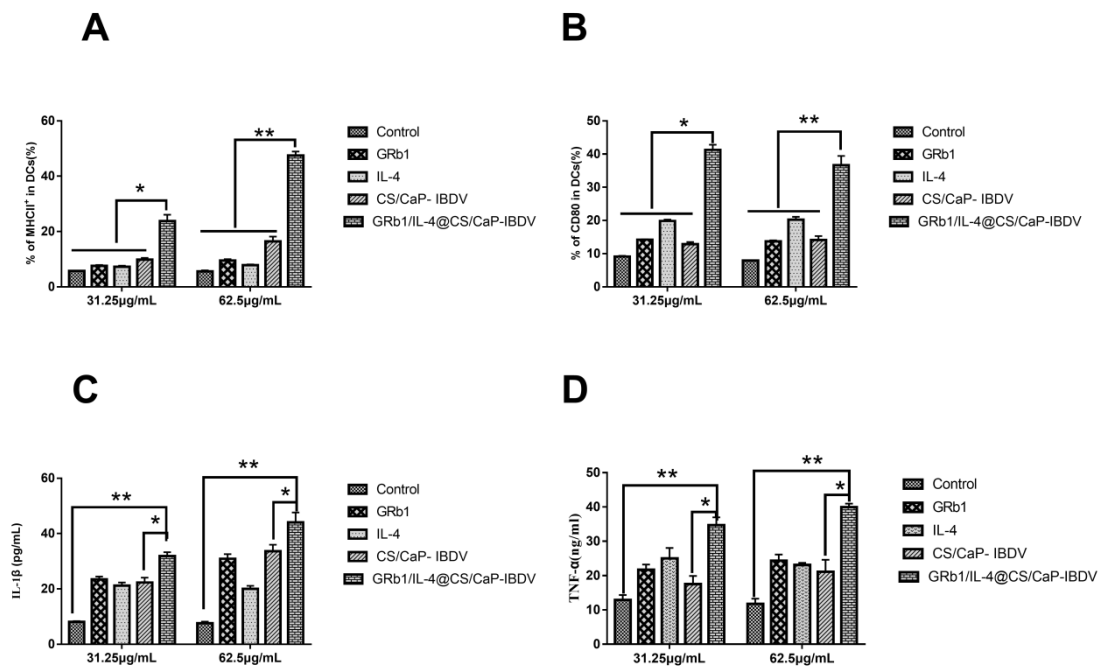 A
% of MHCII⁺ in DCs(%)
60
40
20
0
*
**
31.25μg/mL
62.5μg/mL
Control
GRb1
IL-4
CS/CaP- IBDV
GRb1/IL-4@CS/CaP-IBDV
B
% of CD80 in DCs(%)
50
40
30
20
10
0
*
**
31.25μg/mL
62.5μg/mL
Control
GRb1
IL-4
CS/CaP- IBDV
GRb1/IL-4@CS/CaP-IBDV
C
IL-1β (pg/mL)
60
40
20
0
**
*
**
*
31.25μg/mL
62.5μg/mL
Control
GRb1
IL-4
CS/CaP- IBDV
GRb1/IL-4@CS/CaP-IBDV
D
TNF-α(ng/ml)
50
40
30
20
10
0
**
*
**
*
31.25μg/mL
62.5μg/mL
Control
GRb1
IL-4
CS/CaP- IBDV
GRb1/IL-4@CS/CaP-IBDV